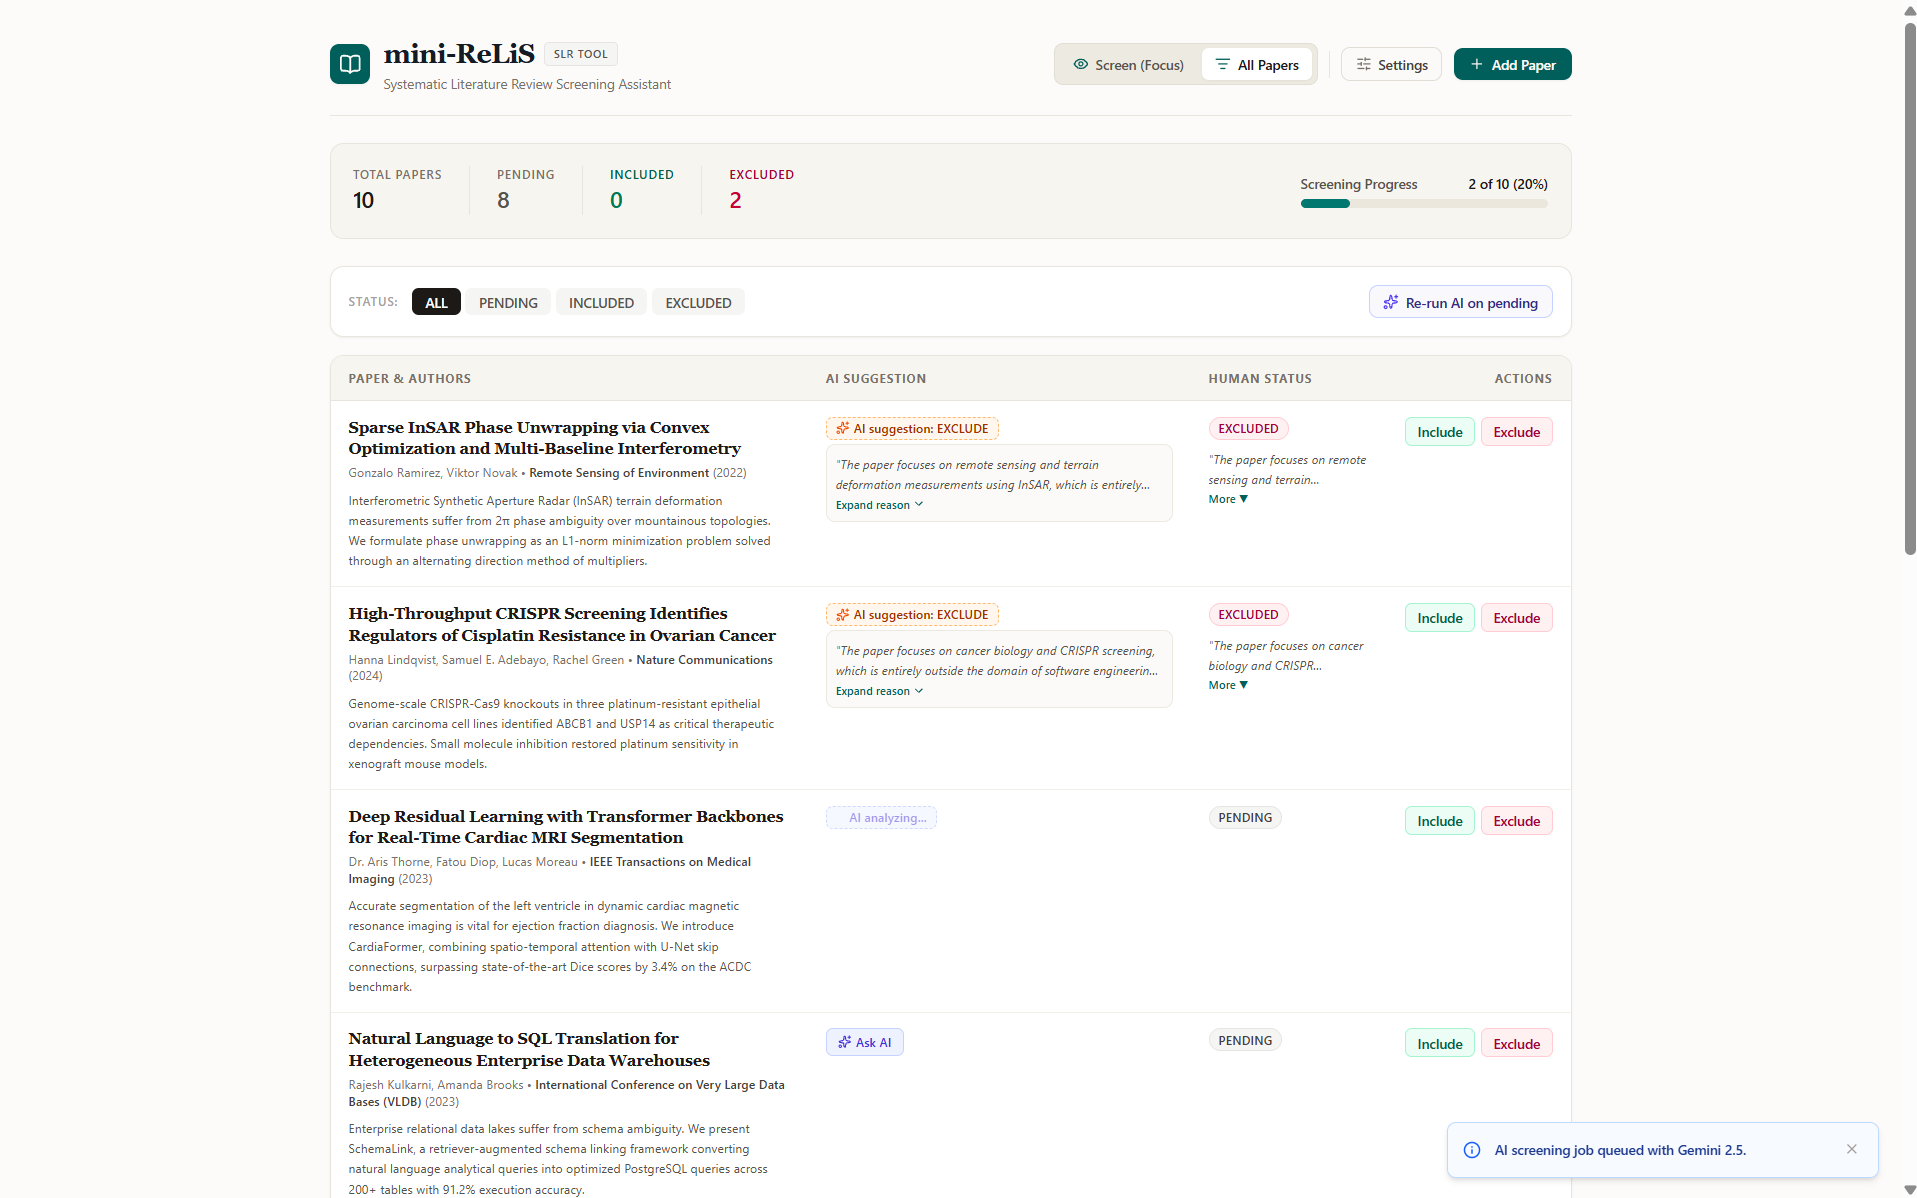 mini-ReLiS
SLR TOOL
Systematic Literature Review Screening Assistant
Screen (Focus)
All Papers
Settings
Add Paper
TOTAL PAPERS
10
PENDING
8
INCLUDED
0
EXCLUDED
2
Screening Progress
2 of 10 (20%)
STATUS:
ALL
PENDING
INCLUDED
EXCLUDED
Re-run AI on pending
PAPER & AUTHORS
AI SUGGESTION
HUMAN STATUS
ACTIONS
Sparse InSAR Phase Unwrapping via Convex
Optimization and Multi-Baseline Interferometry
Gonzalo Ramirez, Viktor Novak • Remote Sensing of Environment (2022)
Interferometric Synthetic Aperture Radar (InSAR) terrain deformation
measurements suffer from 2π phase ambiguity over mountainous topologies.
We formulate phase unwrapping as an L1-norm minimization problem solved
through an alternating direction method of multipliers.
AI suggestion: EXCLUDE
"The paper focuses on remote sensing and terrain
deformation measurements using InSAR, which is entirely...
Expand reason
EXCLUDED
"The paper focuses on remote
sensing and terrain...
More ▼
Include
Exclude
High-Throughput CRISPR Screening Identifies
Regulators of Cisplatin Resistance in Ovarian Cancer
Hanna Lindqvist, Samuel E. Adebayo, Rachel Green • Nature Communications
(2024)
Genome-scale CRISPR-Cas9 knockouts in three platinum-resistant epithelial
ovarian carcinoma cell lines identified ABCB1 and USP14 as critical therapeutic
dependencies. Small molecule inhibition restored platinum sensitivity in
xenograft mouse models.
AI suggestion: EXCLUDE
"The paper focuses on cancer biology and CRISPR screening,
which is entirely outside the domain of software engineerin...
Expand reason
EXCLUDED
"The paper focuses on cancer
biology and CRISPR...
More ▼
Include
Exclude
Deep Residual Learning with Transformer Backbones
for Real-Time Cardiac MRI Segmentation
Dr. Aris Thorne, Fatou Diop, Lucas Moreau • IEEE Transactions on Medical
Imaging (2023)
Accurate segmentation of the left ventricle in dynamic cardiac magnetic
resonance imaging is vital for ejection fraction diagnosis. We introduce
CardiaFormer, combining spatio-temporal attention with U-Net skip
connections, surpassing state-of-the-art Dice scores by 3.4% on the ACDC
benchmark.
AI analyzing...
PENDING
Include
Exclude
Natural Language to SQL Translation for
Heterogeneous Enterprise Data Warehouses
Rajesh Kulkarni, Amanda Brooks • International Conference on Very Large Data
Bases (VLDB) (2023)
Enterprise relational data lakes suffer from schema ambiguity. We present
SchemaLink, a retriever-augmented schema linking framework converting
natural language analytical queries into optimized PostgreSQL queries across
200+ tables with 91.2% execution accuracy.
Ask AI
PENDING
Include
Exclude
AI screening job queued with Gemini 2.5.